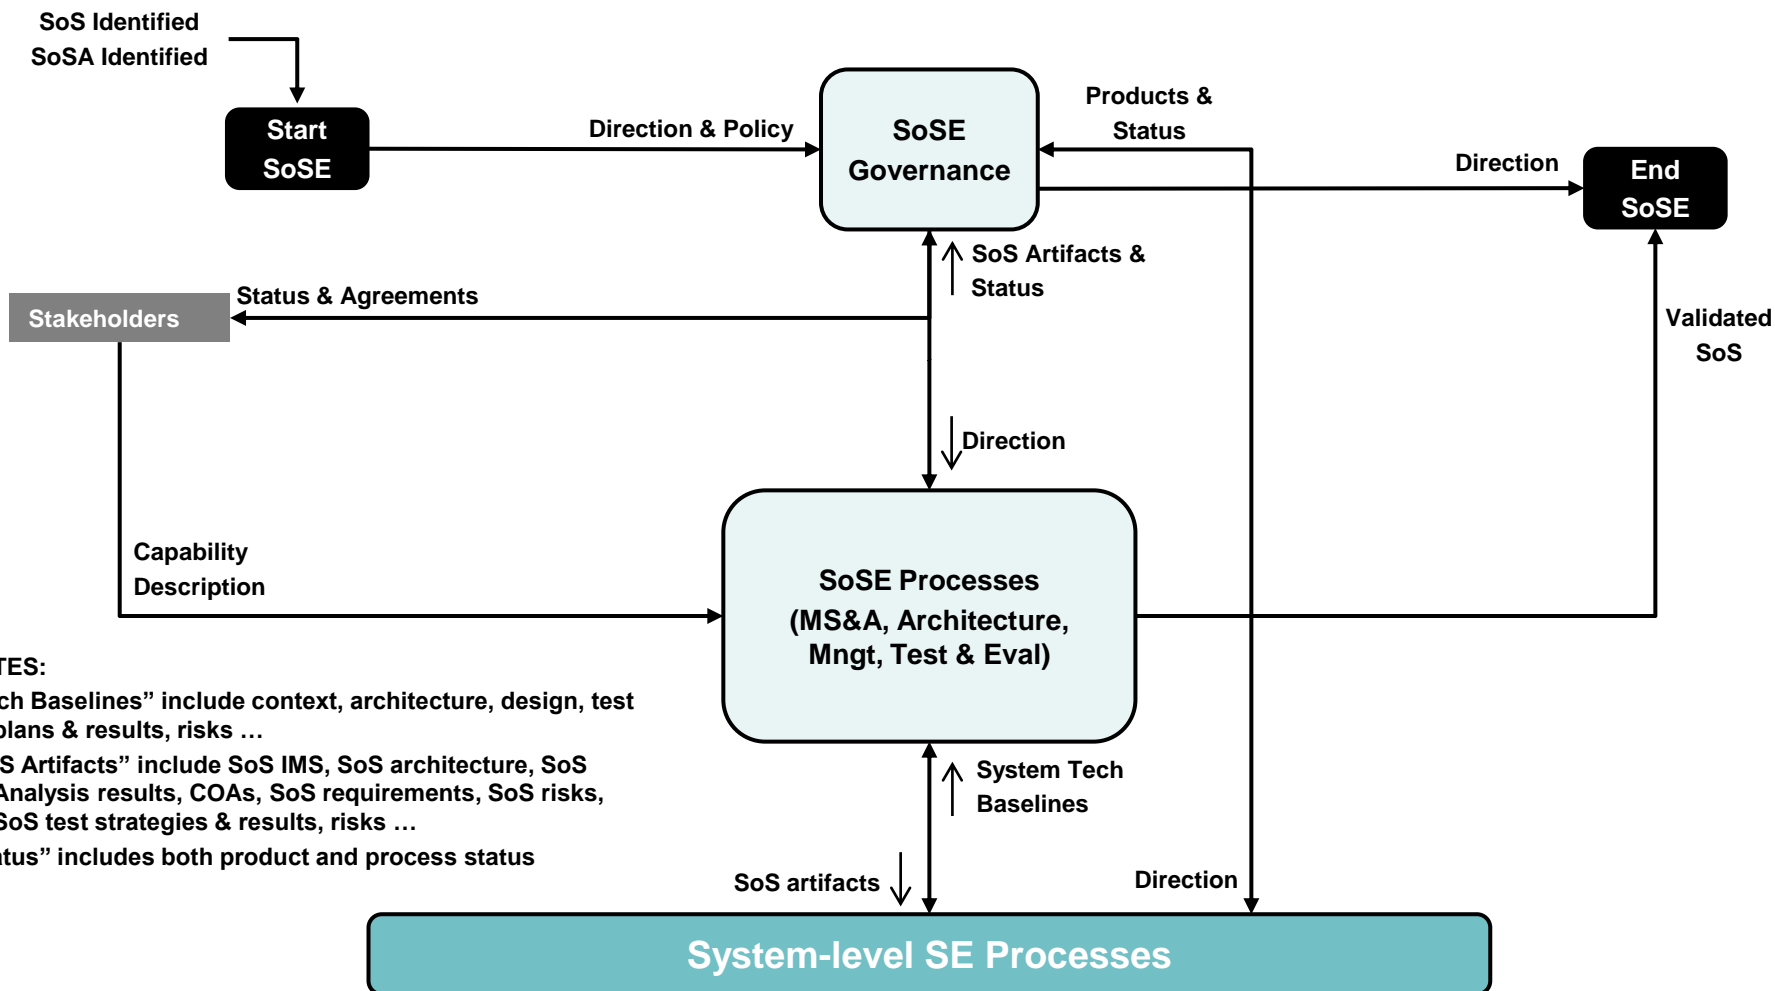 SoS Identified
SoSA Identified
Start
SoSE
Direction & Policy
SoSE
Governance
Products &
Status
Direction
End
SoSE
SoS Artifacts &
Status
Status & Agreements
Stakeholders
Validated
SoS
Direction
Capability
Description
SoSE Processes
(MS&A, Architecture,
Mngt, Test & Eval)
TES:
ch Baselines” include context, architecture, design, test
plans & results, risks …
S Artifacts” include SoS IMS, SoS architecture, SoS
Analysis results, COAs, SoS requirements, SoS risks,
SoS test strategies & results, risks …
atus” includes both product and process status
System Tech
Baselines
SoS artifacts
Direction
System-level SE Processes